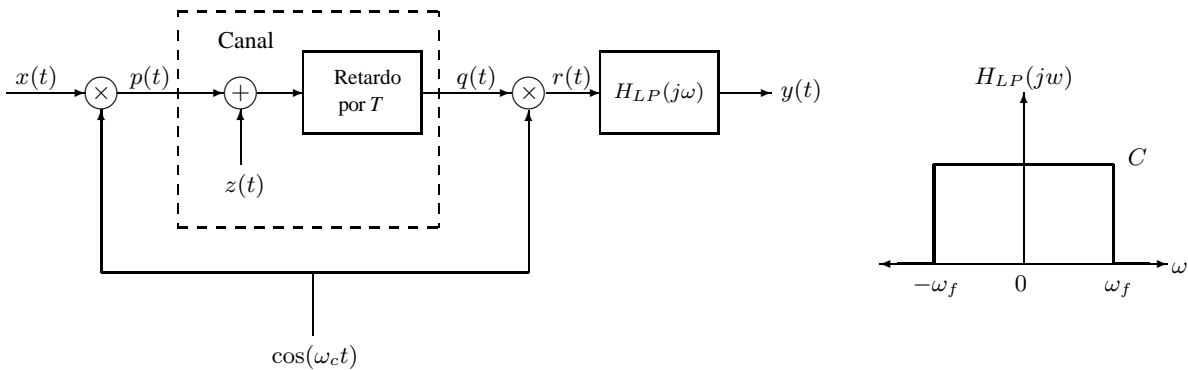 Canal
x(t)
×
p(t)
+
Retardo
por T
q(t)
×
r(t)
H_{LP}(jω)
y(t)
z(t)
cos(ω_c t)
H_{LP}(jw)
C
−ω_f
0
ω_f
ω